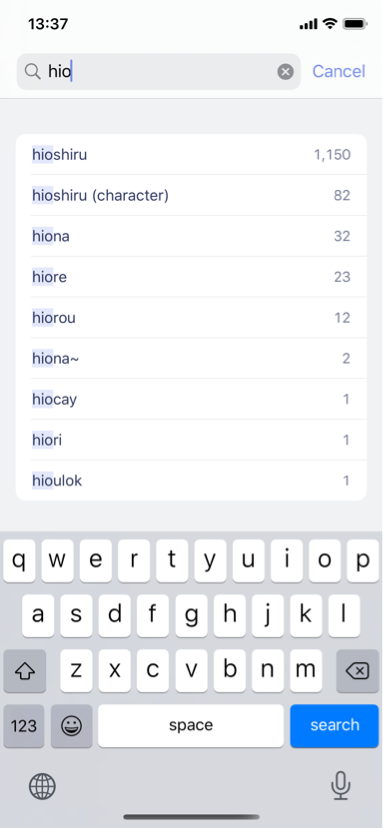 13:37
hio
Cancel
hioshiru 1,150
hioshiru (character) 82
hiona 32
hiore 23
hiorou 12
hiona~ 2
hiocay 1
hiori 1
hioulok 1
q w e r t y u i o p
a s d f g h j k l
z x c v b n m
123 space search